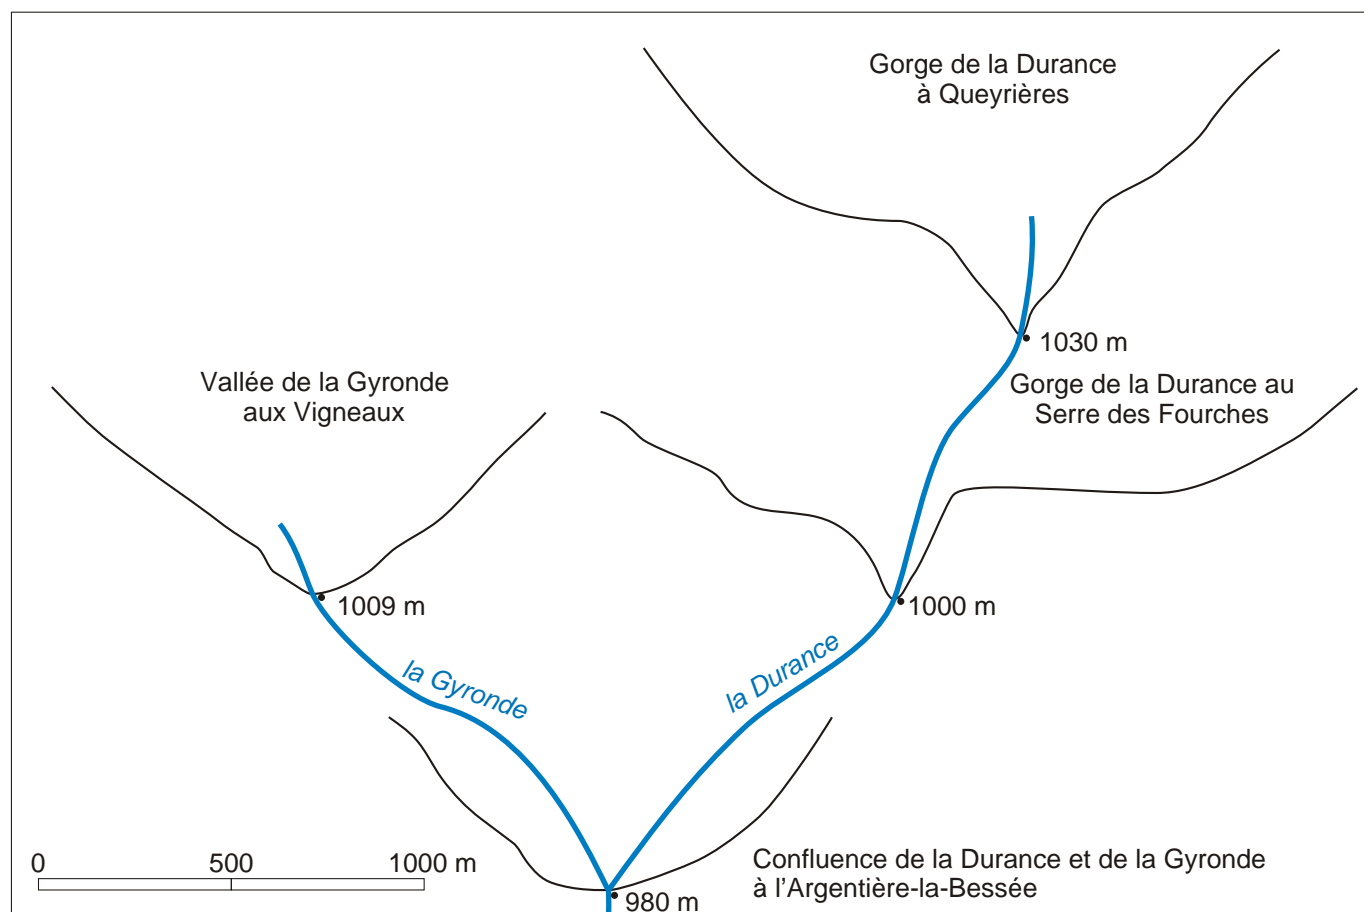 Gorge de la Durance
à Queyrières
1030 m
Vallée de la Gyronde
aux Vigneaux
Gorge de la Durance au
Serre des Fourches
1009 m
1000 m
la Gyronde
la Durance
0 500 1000 m
Confluence de la Durance et de la Gyronde
à l'Argentière-la-Bessée
980 m